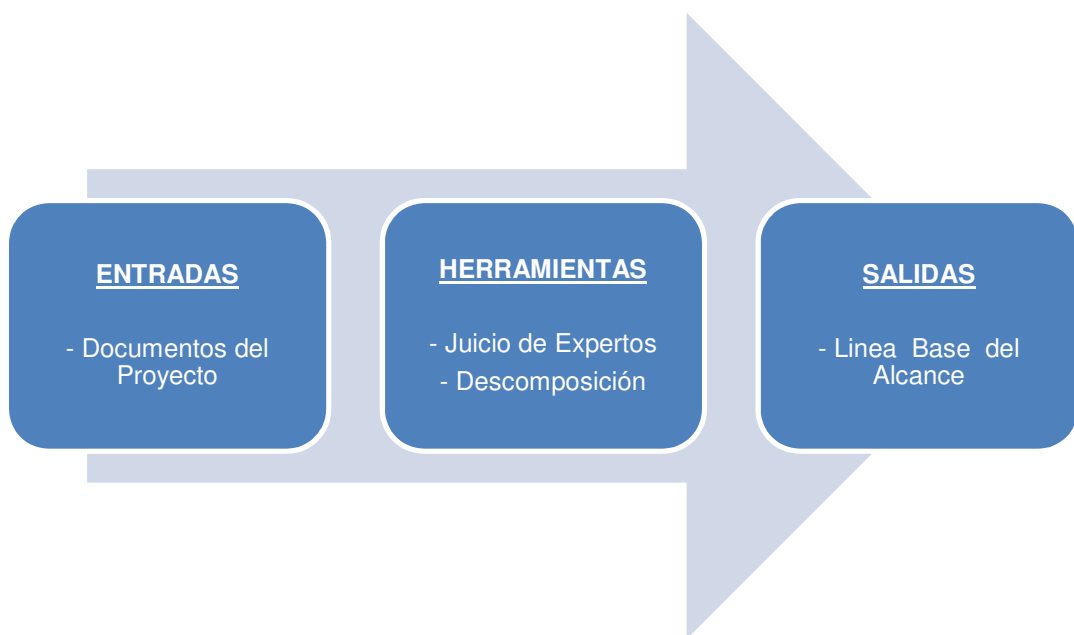 ENTRADAS
- Documentos del
Proyecto
HERRAMIENTAS
- Juicio de Expertos
- Descomposición
SALIDAS
- Linea Base del
Alcance